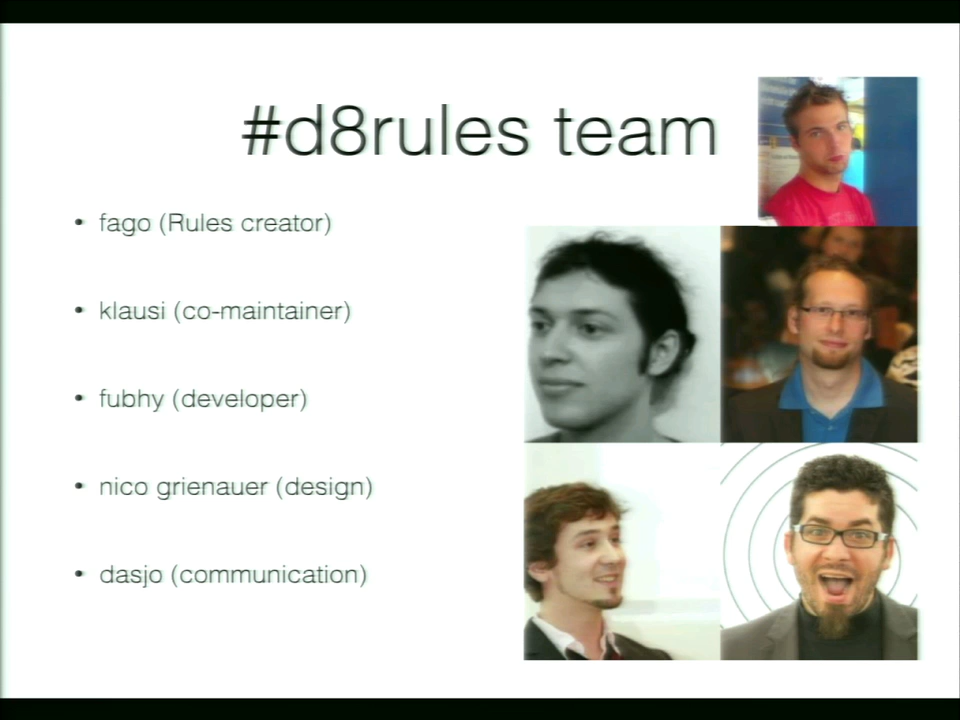 #d8rules team
• fago (Rules creator)
• klausi (co-maintainer)
• fubhy (developer)
• nico grienauer (design)
• dasjo (communication)